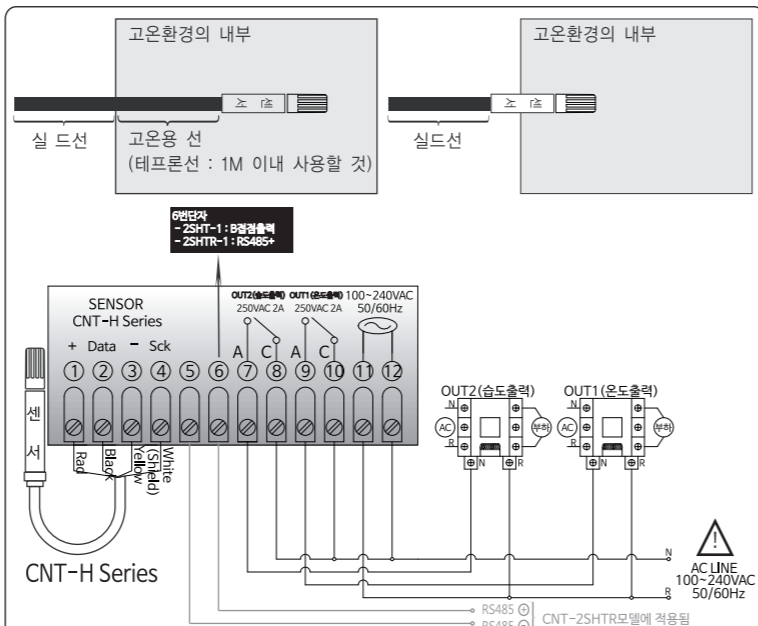 고온환경의 내부
고온환경의 내부
센 서
센 서
실 드선
고온용 선
(테프론선 : 1M 이내 사용할 것)
실드선
6번단자
- 2SHT-1 : B접점출력
- 2SHTR-1 : RS485+
SENSOR
CNT-H Series
OUT2(습도출력)
250VAC 2A
OUT1(온도출력)
250VAC 2A
100~240VAC
50/60Hz
+ Data − Sck
A C A C
① ② ③ ④ ⑤ ⑥ ⑦ ⑧ ⑨ ⑩ ⑪ ⑫
센
서
Rad
Black
Yellow
(Shield)
White
CNT-H Series
OUT2(습도출력)
N
AC
R
부하
N
R
OUT1(온도출력)
N
AC
R
부하
N
R
N
R
AC LINE
100~240VAC
50/60Hz
RS485 ⊕
RS485 ⊖
CNT-2SHTR모델에 적용됨